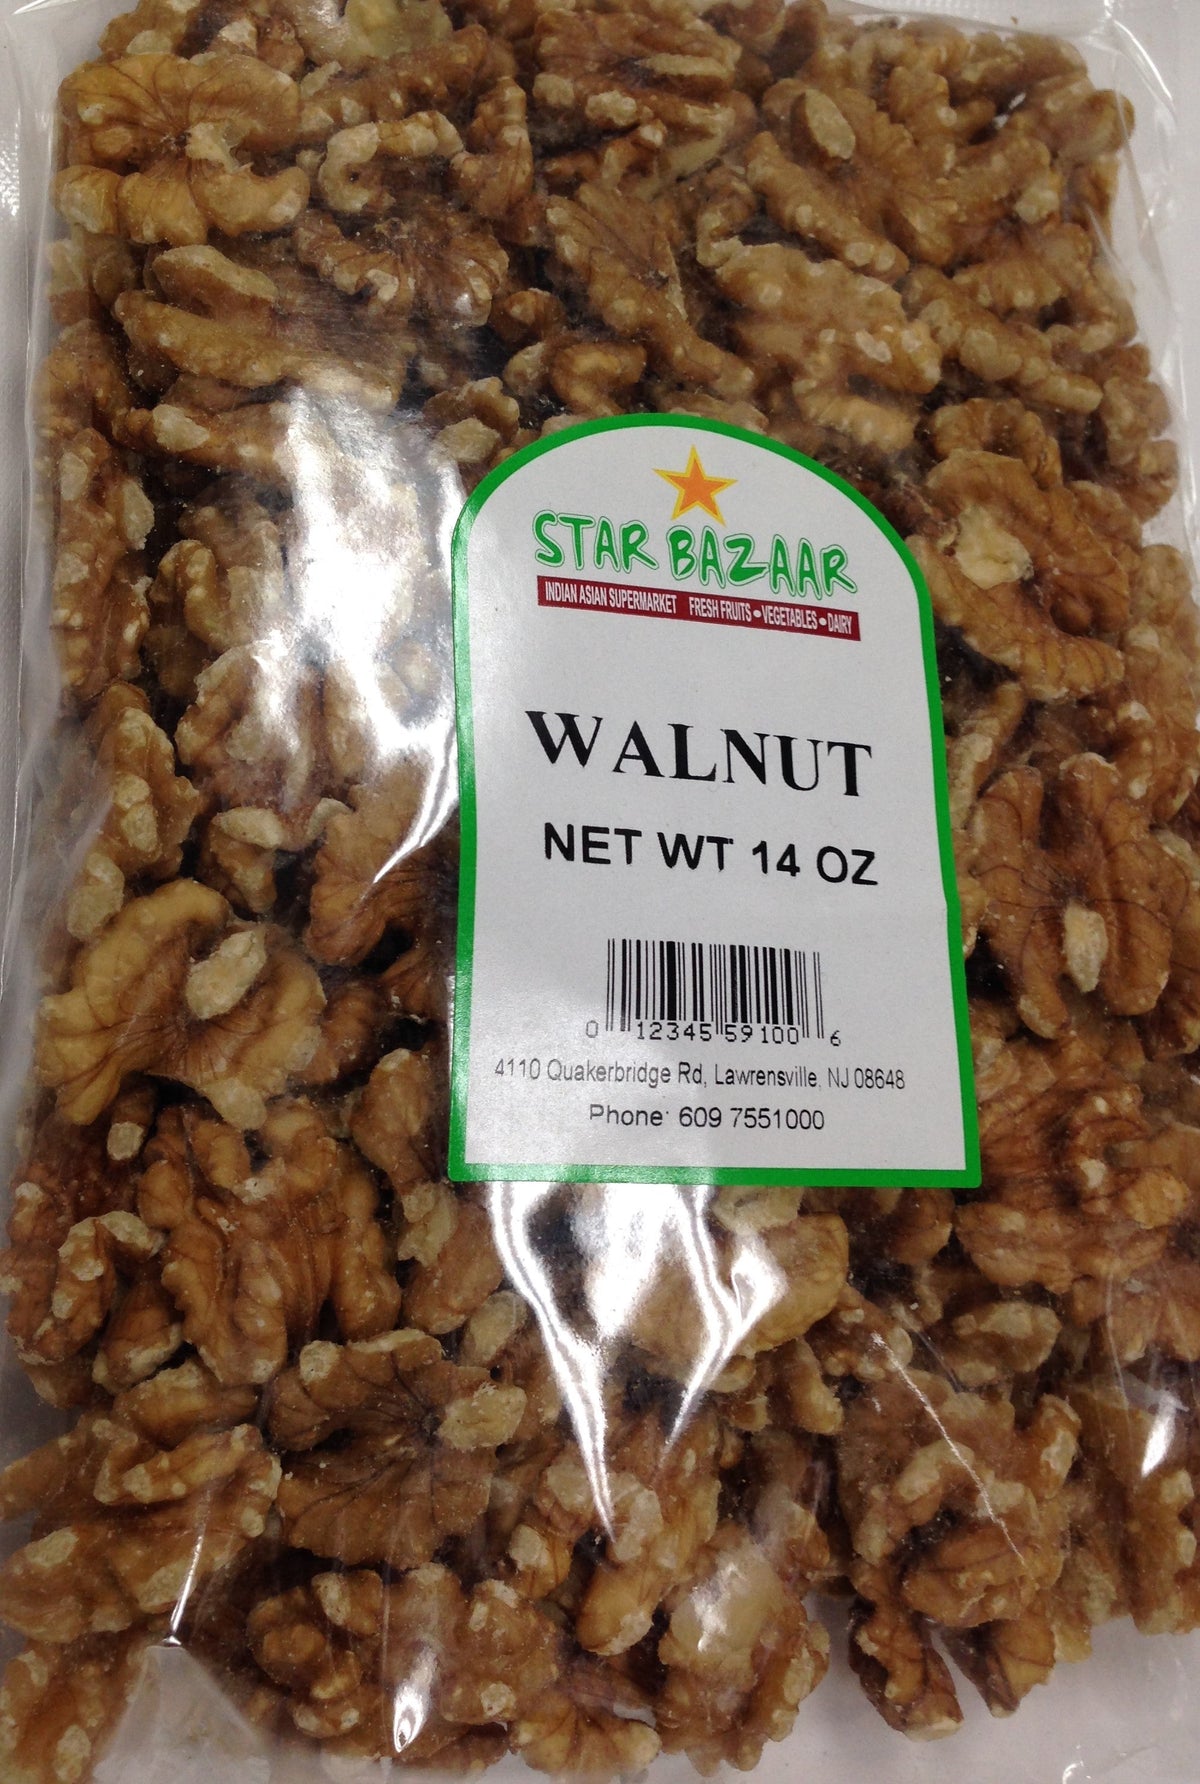 STAR BAZAAR
INDIAN ASIAN SUPERMARKET FRESH FRUITS • VEGETABLES • DAIRY
WALNUT
NET WT 14 OZ
0 12345 59100 6
4110 Quakerbridge Rd, Lawrensville, NJ 08648
Phone: 609 7551000